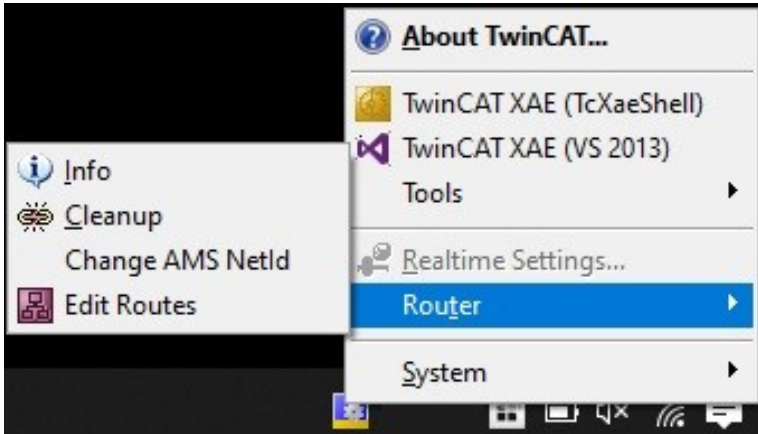 About TwinCAT...
TwinCAT XAE (TcXaeShell)
TwinCAT XAE (VS 2013)
Tools
Realtime Settings...
Router
System
Info
Cleanup
Change AMS NetId
Edit Routes